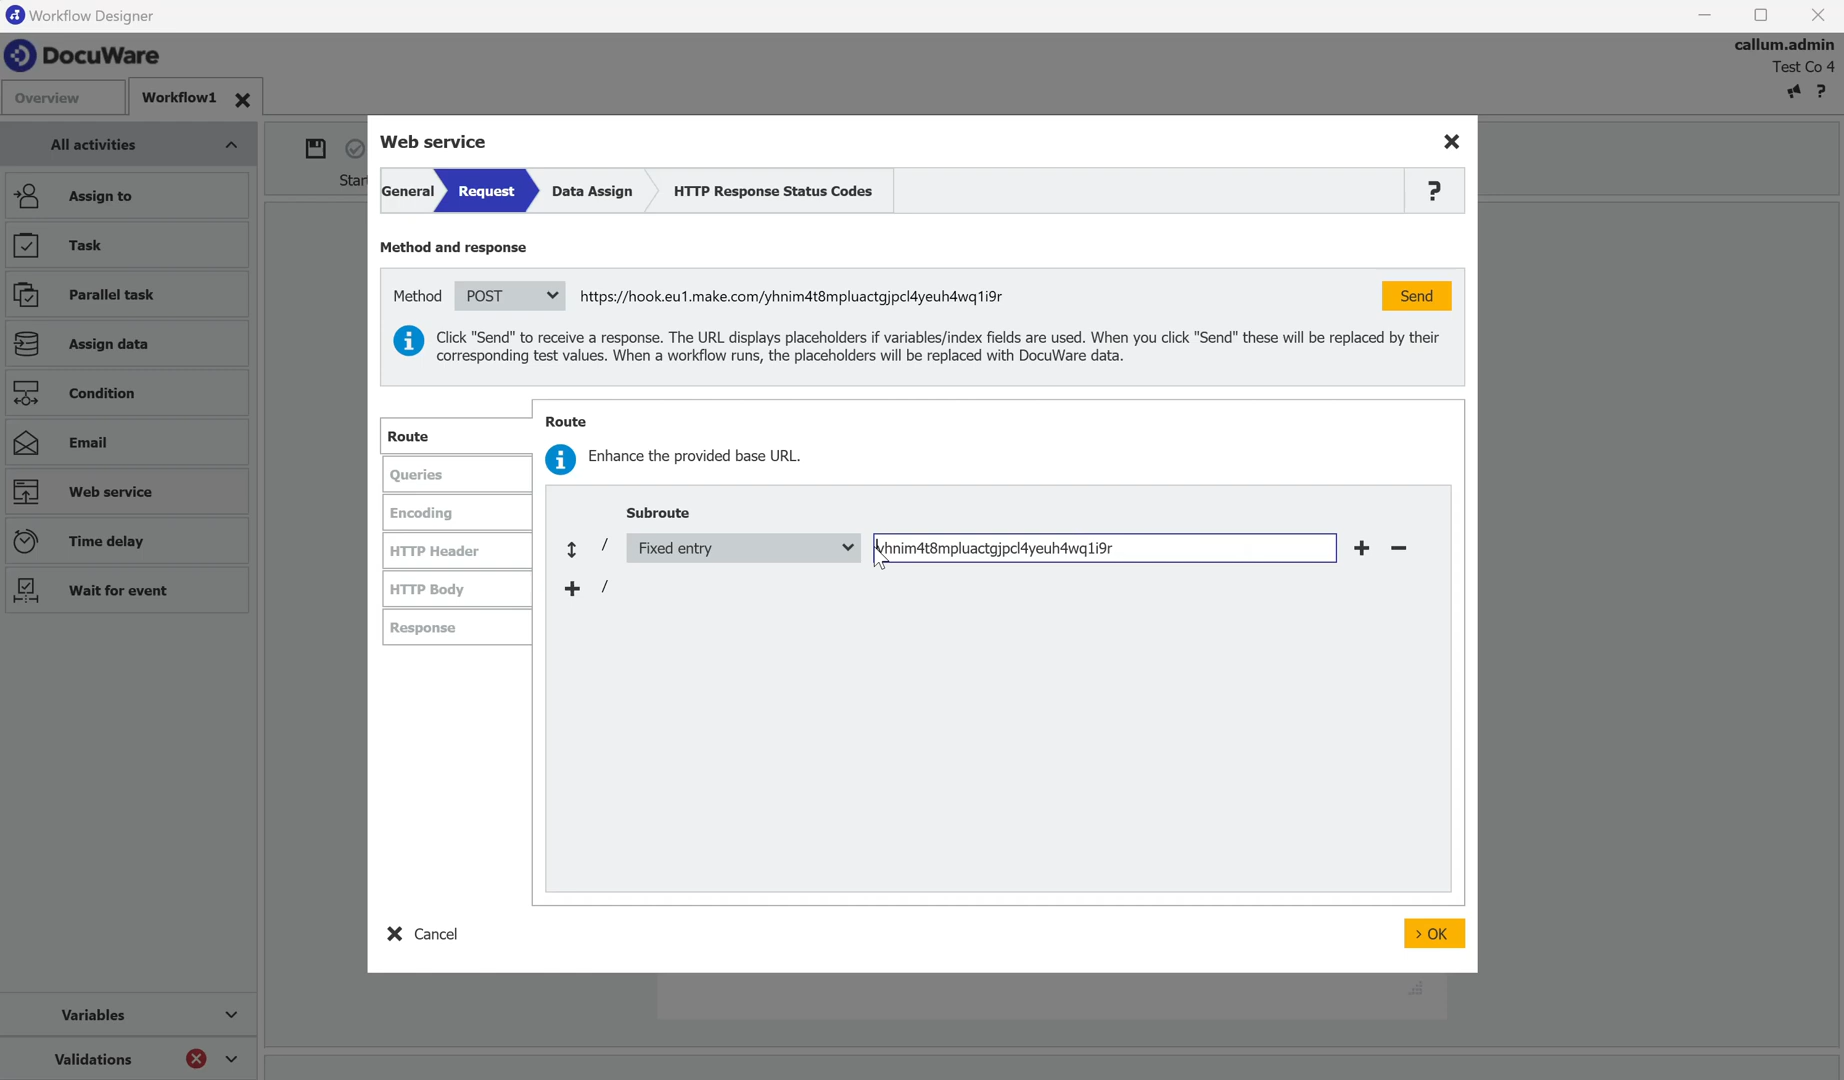 Workflow Designer
DocuWare
callum.admin
Test Co 4
Overview
Workflow1
?
All activities
Assign to
Task
Parallel task
Assign data
Condition
Email
Web service
Time delay
Wait for event
Variables
Validations
Start
Web service
General
Request
Data Assign
HTTP Response Status Codes
?
Method and response
Method
POST
https://hook.eu1.make.com/yhnim4t8mpluactgjpcl4yeuh4wq1i9r
Send
Click "Send" to receive a response. The URL displays placeholders if variables/index fields are used. When you click "Send" these will be replaced by their
corresponding test values. When a workflow runs, the placeholders will be replaced with DocuWare data.
Route
Queries
Encoding
HTTP Header
HTTP Body
Response
Route
Enhance the provided base URL.
Subroute
/
Fixed entry
yhnim4t8mpluactgjpcl4yeuh4wq1i9r
/
Cancel
> OK